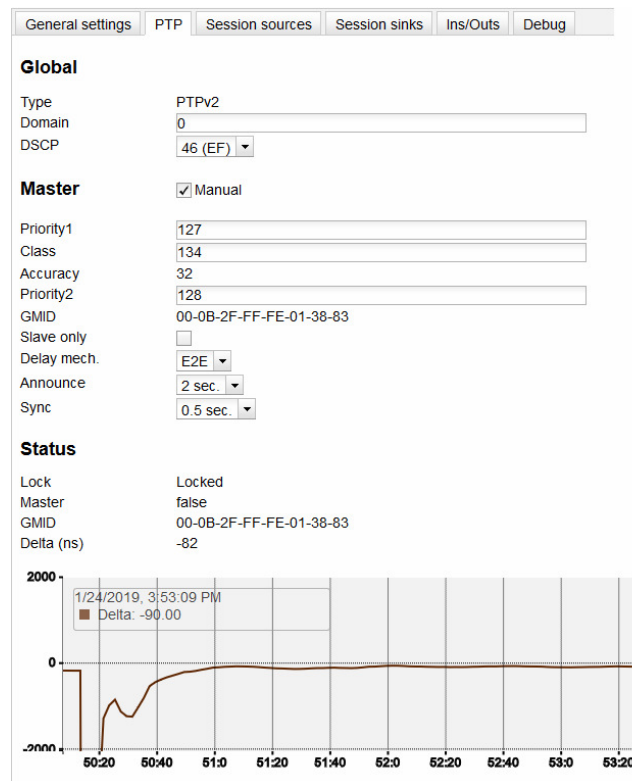 General settings PTP Session sources Session sinks Ins/Outs Debug
Global
Type PTPv2
Domain 0
DSCP 46 (EF)
Master Manual
Priority1 127
Class 134
Accuracy 32
Priority2 128
GMID 00-0B-2F-FF-FE-01-38-83
Slave only
Delay mech. E2E
Announce 2 sec.
Sync 0.5 sec.
Status
Lock Locked
Master false
GMID 00-0B-2F-FF-FE-01-38-83
Delta (ns) -82
2000
1/24/2019, 3:53:09 PM
Delta: -90.00
0
-2000
50:20 50:40 51:0 51:20 51:40 52:0 52:20 52:40 53:0 53:20